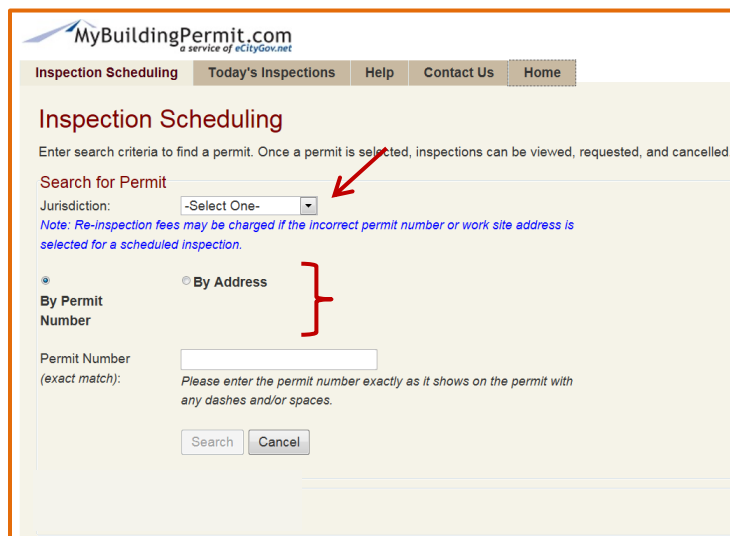 MyBuildingPermit.com
a service of eCityGov.net
Inspection Scheduling Today's Inspections Help Contact Us Home
Inspection Scheduling
Enter search criteria to find a permit. Once a permit is selected, inspections can be viewed, requested, and cancelled
Search for Permit
Jurisdiction: -Select One-
Note: Re-inspection fees may be charged if the incorrect permit number or work site address is
selected for a scheduled inspection.
By Address
By Permit
Number
Permit Number
(exact match):
Please enter the permit number exactly as it shows on the permit with
any dashes and/or spaces.
Search Cancel